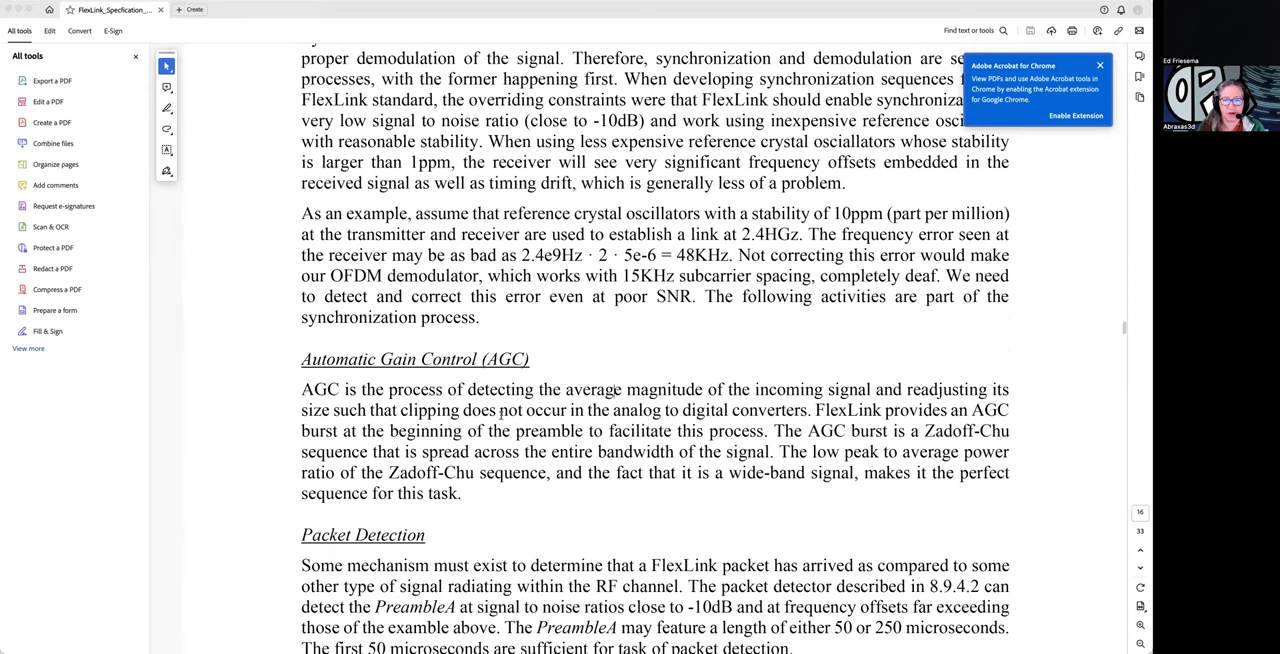 FlexLink_Specfication_...
Create
All tools
Edit
Convert
E-Sign
Find text or tools
All tools
Export a PDF
Edit a PDF
Create a PDF
Combine files
Organize pages
Add comments
Request e-signatures
Scan & OCR
Protect a PDF
Redact a PDF
Compress a PDF
Prepare a form
Fill & Sign
View more
proper demodulation of the signal. Therefore, synchronization and demodulation are se
processes, with the former happening first. When developing synchronization sequences
FlexLink standard, the overriding constraints were that FlexLink should enable synchroniza
very low signal to noise ratio (close to -10dB) and work using inexpensive reference osci
with reasonable stability. When using less expensive reference crystal osciallators whose stability
is larger than 1ppm, the receiver will see very significant frequency offsets embedded in the
received signal as well as timing drift, which is generally less of a problem.
As an example, assume that reference crystal oscillators with a stability of 10ppm (part per million)
at the transmitter and receiver are used to establish a link at 2.4HGz. The frequency error seen at
the receiver may be as bad as 2.4e9Hz · 2 · 5e-6 = 48KHz. Not correcting this error would make
our OFDM demodulator, which works with 15KHz subcarrier spacing, completely deaf. We need
to detect and correct this error even at poor SNR. The following activities are part of the
synchronization process.
Automatic Gain Control (AGC)
AGC is the process of detecting the average magnitude of the incoming signal and readjusting its
size such that clipping does not occur in the analog to digital converters. FlexLink provides an AGC
burst at the beginning of the preamble to facilitate this process. The AGC burst is a Zadoff-Chu
sequence that is spread across the entire bandwidth of the signal. The low peak to average power
ratio of the Zadoff-Chu sequence, and the fact that it is a wide-band signal, makes it the perfect
sequence for this task.
Packet Detection
Some mechanism must exist to determine that a FlexLink packet has arrived as compared to some
other type of signal radiating within the RF channel. The packet detector described in 8.9.4.2 can
detect the PreambleA at signal to noise ratios close to -10dB and at frequency offsets far exceeding
those of the examble above. The PreambleA may feature a length of either 50 or 250 microseconds.
The first 50 microseconds are sufficient for task of packet detection.
Adobe Acrobat for Chrome
View PDFs and use Adobe Acrobat tools in
Chrome by enabling the Acrobat extension
for Google Chrome.
Enable Extension
16
33
Ed Friesema
OP
Abraxas3d